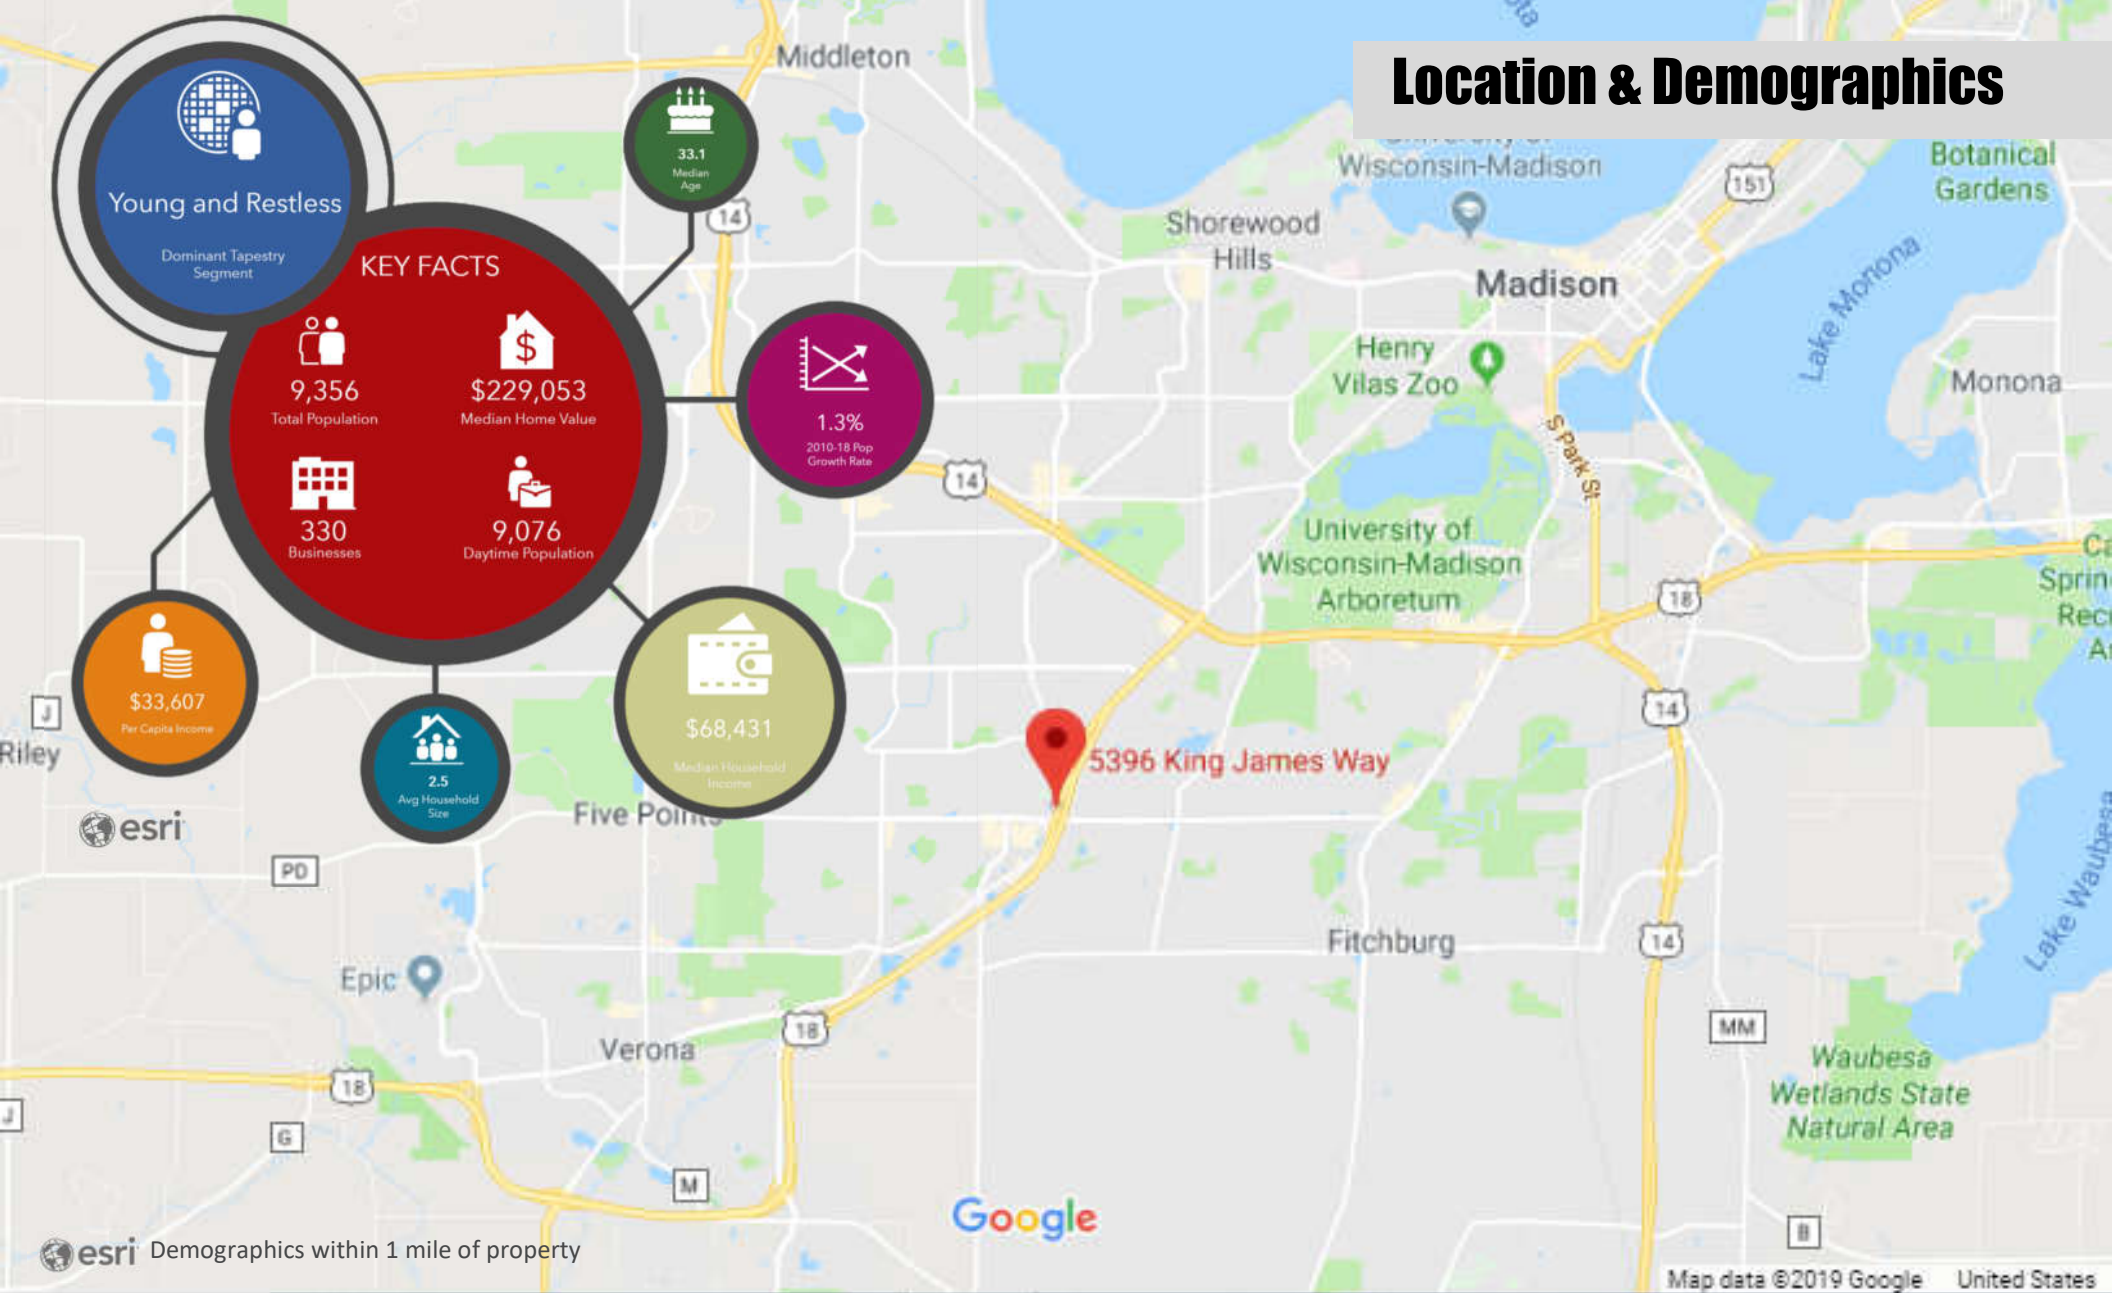 Location & Demographics
Young and Restless
Dominant Tapestry
Segment
KEY FACTS
9,356
Total Population
$229,053
Median Home Value
330
Businesses
9,076
Daytime Population
33.1
Median
Age
1.3%
2010-18 Pop
Growth Rate
$33,607
Per Capita Income
2.5
Avg Household
Size
$68,431
Median Household
Income
esri
esri
Demographics within 1 mile of property
Middleton
14
Shorewood
Hills
Wisconsin-Madison
151
Botanical
Gardens
Madison
Lake Monona
Henry
Vilas Zoo
Monona
S Park St
14
University of
Wisconsin-Madison
Arboretum
18
14
5396 King James Way
J
Riley
Five Points
PD
Epic
Fitchburg
14
Lake Waubesa
Verona
18
MM
Waubesa
Wetlands State
Natural Area
18
J
G
M
Google
B
Map data ©2019 Google
United States